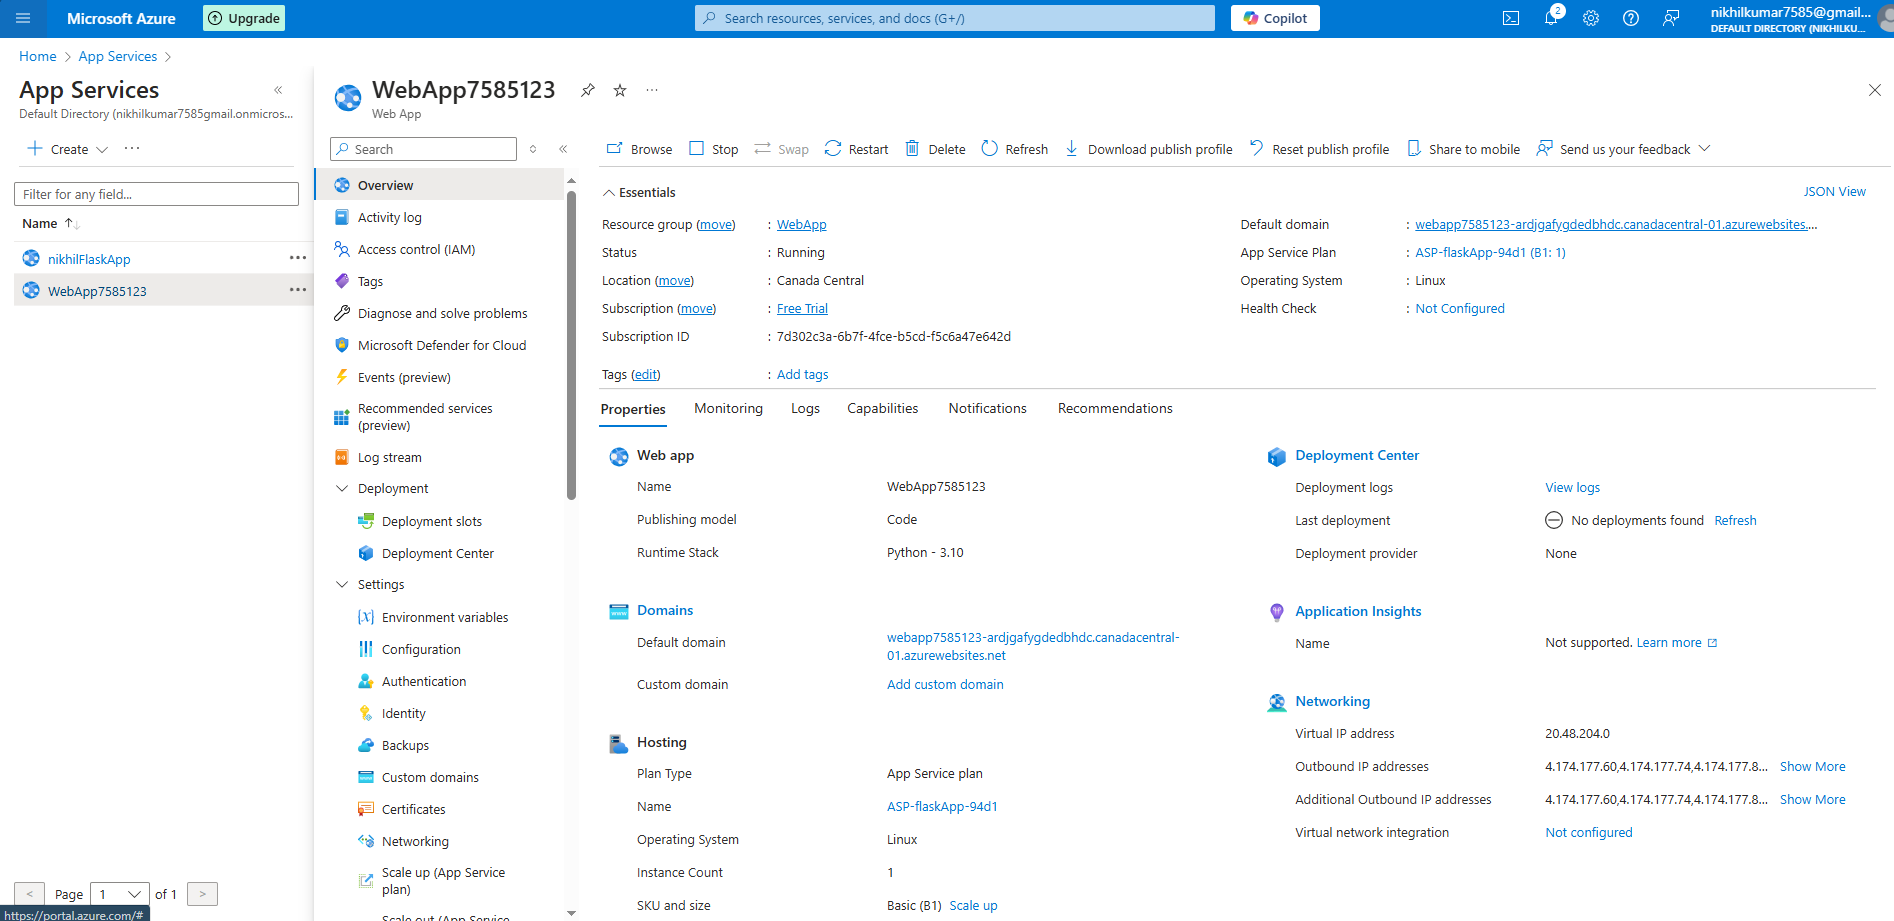 Microsoft Azure
Upgrade
Search resources, services, and docs (G+/)
Copilot
2
nikhilkumar7585@gmail...
DEFAULT DIRECTORY (NIKHILKU...
Home > App Services >
App Services
Default Directory (nikhilkumar7585gmail.onmicros...
Create
Filter for any field...
Name
nikhilFlaskApp
WebApp7585123
< Page 1 of 1 >
https://portal.azure.com/#
WebApp7585123
Web App
Search
Overview
Activity log
Access control (IAM)
Tags
Diagnose and solve problems
Microsoft Defender for Cloud
Events (preview)
Recommended services
(preview)
Log stream
Deployment
Deployment slots
Deployment Center
Settings
Environment variables
Configuration
Authentication
Identity
Backups
Custom domains
Certificates
Networking
Scale up (App Service
plan)
Scale out (App Service
Browse Stop Swap Restart Delete Refresh Download publish profile Reset publish profile Share to mobile Send us your feedback
Essentials
JSON View
Resource group (move) : WebApp
Status : Running
Location (move) : Canada Central
Subscription (move) : Free Trial
Subscription ID : 7d302c3a-6b7f-4fce-b5cd-f5c6a47e642d
Default domain : webapp7585123-ardjgafygdedbhdc.canadacentral-01.azurewebsites....
App Service Plan : ASP-flaskApp-94d1 (B1: 1)
Operating System : Linux
Health Check : Not Configured
Tags (edit) : Add tags
Properties Monitoring Logs Capabilities Notifications Recommendations
Web app
Name WebApp7585123
Publishing model Code
Runtime Stack Python - 3.10
Domains
Default domain webapp7585123-ardjgafygdedbhdc.canadacentral-
01.azurewebsites.net
Custom domain Add custom domain
Hosting
Plan Type App Service plan
Name ASP-flaskApp-94d1
Operating System Linux
Instance Count 1
SKU and size Basic (B1) Scale up
Deployment Center
Deployment logs View logs
Last deployment No deployments found Refresh
Deployment provider None
Application Insights
Name Not supported. Learn more
Networking
Virtual IP address 20.48.204.0
Outbound IP addresses 4.174.177.60,4.174.177.74,4.174.177.8... Show More
Additional Outbound IP addresses 4.174.177.60,4.174.177.74,4.174.177.8... Show More
Virtual network integration Not configured